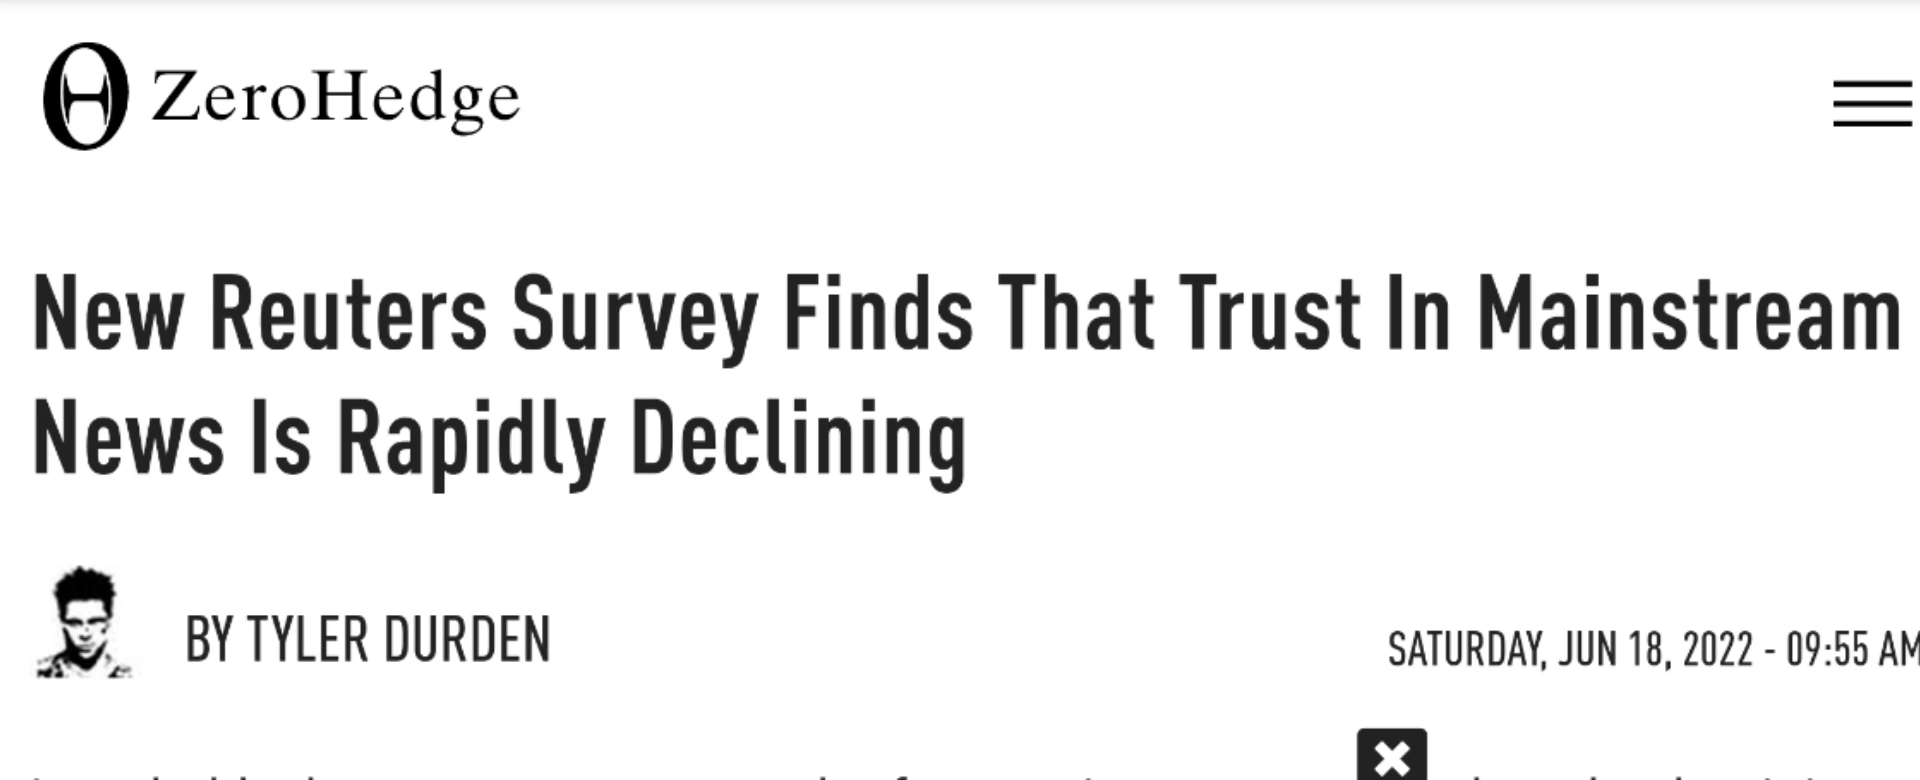 ZeroHedge
New Reuters Survey Finds That Trust In Mainstream
News Is Rapidly Declining
BY TYLER DURDEN
SATURDAY, JUN 18, 2022 - 09:55 AM